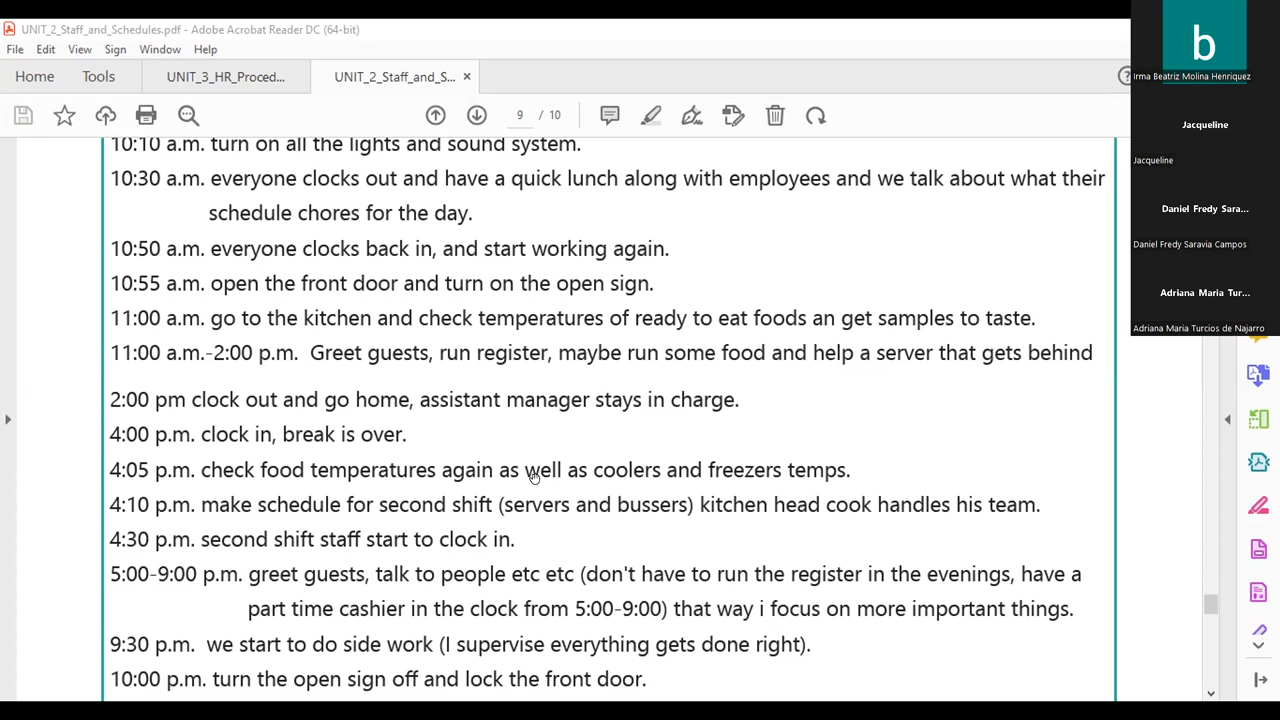 UNIT_2_Staff_and_Schedules.pdf - Adobe Acrobat Reader DC (64-bit)
File Edit View Sign Window Help
Home Tools UNIT_3_HR_Proced... UNIT_2_Staff_and_S... ×
9 / 10
10:10 a.m. turn on all the lights and sound system.
10:30 a.m. everyone clocks out and have a quick lunch along with employees and we talk about what their
schedule chores for the day.
10:50 a.m. everyone clocks back in, and start working again.
10:55 a.m. open the front door and turn on the open sign.
11:00 a.m. go to the kitchen and check temperatures of ready to eat foods an get samples to taste.
11:00 a.m.-2:00 p.m. Greet guests, run register, maybe run some food and help a server that gets behind
2:00 pm clock out and go home, assistant manager stays in charge.
4:00 p.m. clock in, break is over.
4:05 p.m. check food temperatures again as well as coolers and freezers temps.
4:10 p.m. make schedule for second shift (servers and bussers) kitchen head cook handles his team.
4:30 p.m. second shift staff start to clock in.
5:00-9:00 p.m. greet guests, talk to people etc etc (don't have to run the register in the evenings, have a
part time cashier in the clock from 5:00-9:00) that way i focus on more important things.
9:30 p.m. we start to do side work (I supervise everything gets done right).
10:00 p.m. turn the open sign off and lock the front door.
b
Irma Beatriz Molina Henriquez
Jacqueline
Jacqueline
Daniel Fredy Sara...
Daniel Fredy Saravia Campos
Adriana Maria Tur...
Adriana Maria Turcios de Najarro